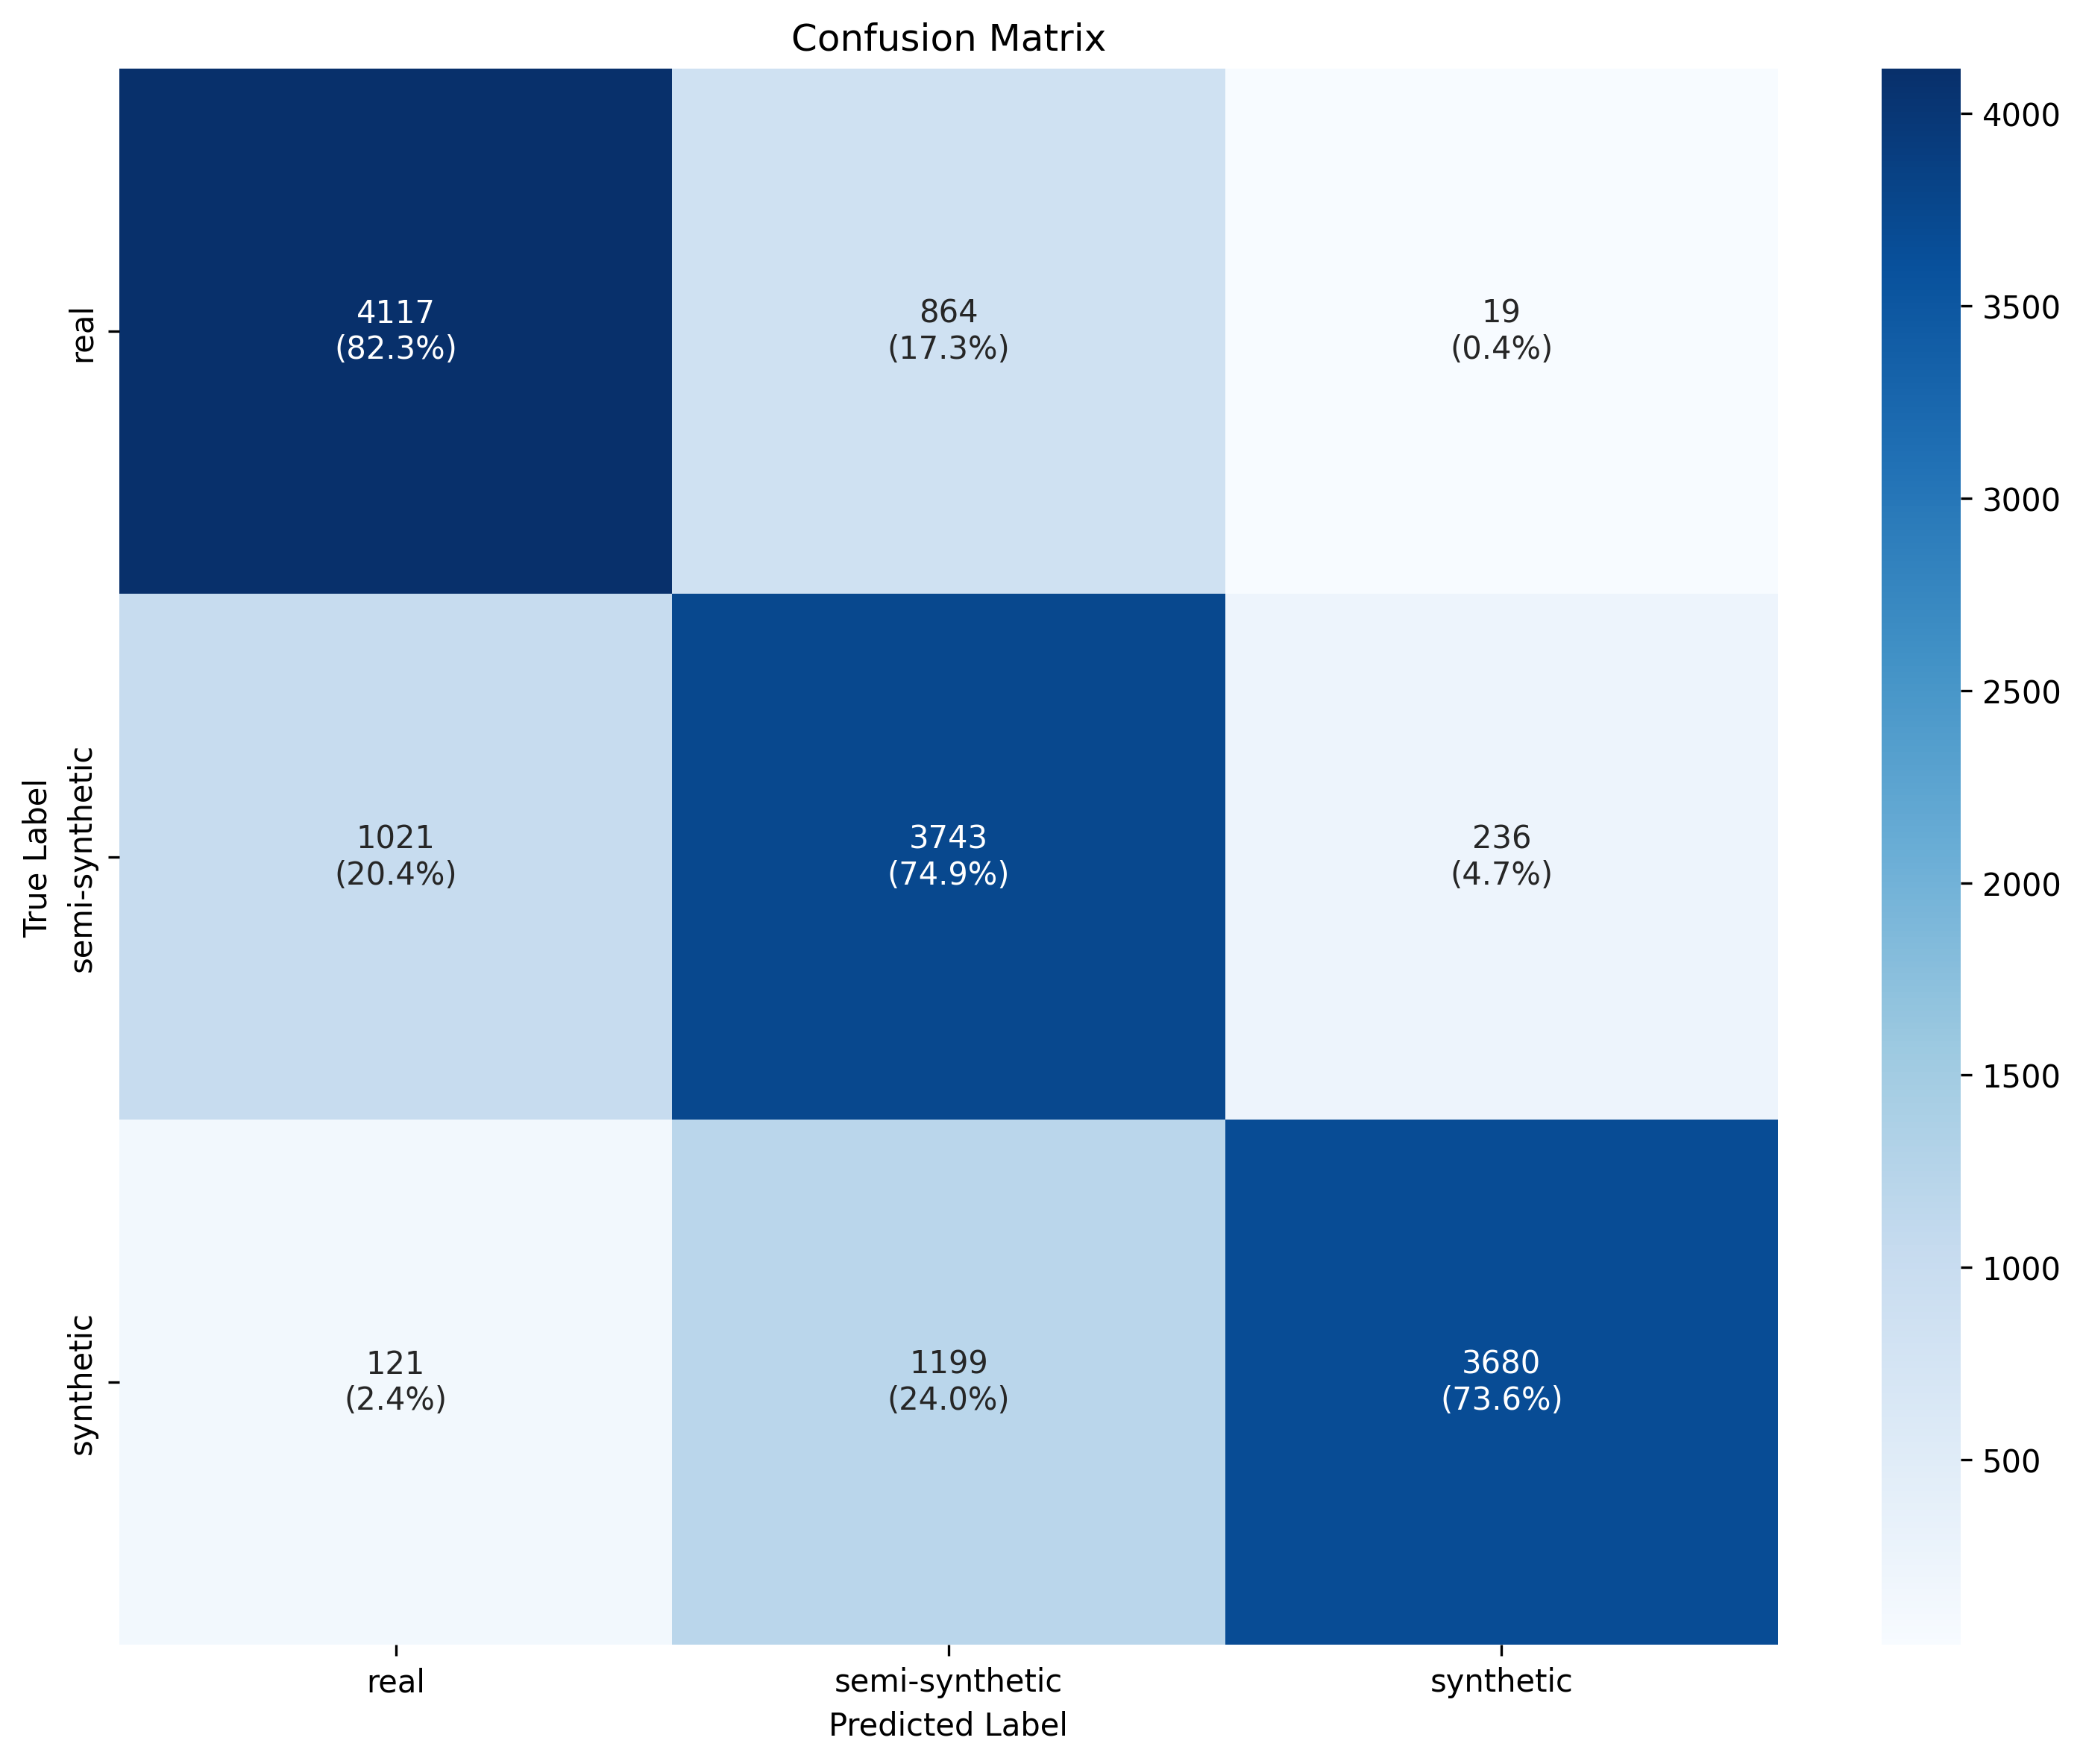 Confusion Matrix
True Label
real
4117
(82.3%)
864
(17.3%)
19
(0.4%)
semi-synthetic
1021
(20.4%)
3743
(74.9%)
236
(4.7%)
synthetic
121
(2.4%)
1199
(24.0%)
3680
(73.6%)
real
semi-synthetic
synthetic
Predicted Label
4000
3500
3000
2500
2000
1500
1000
500